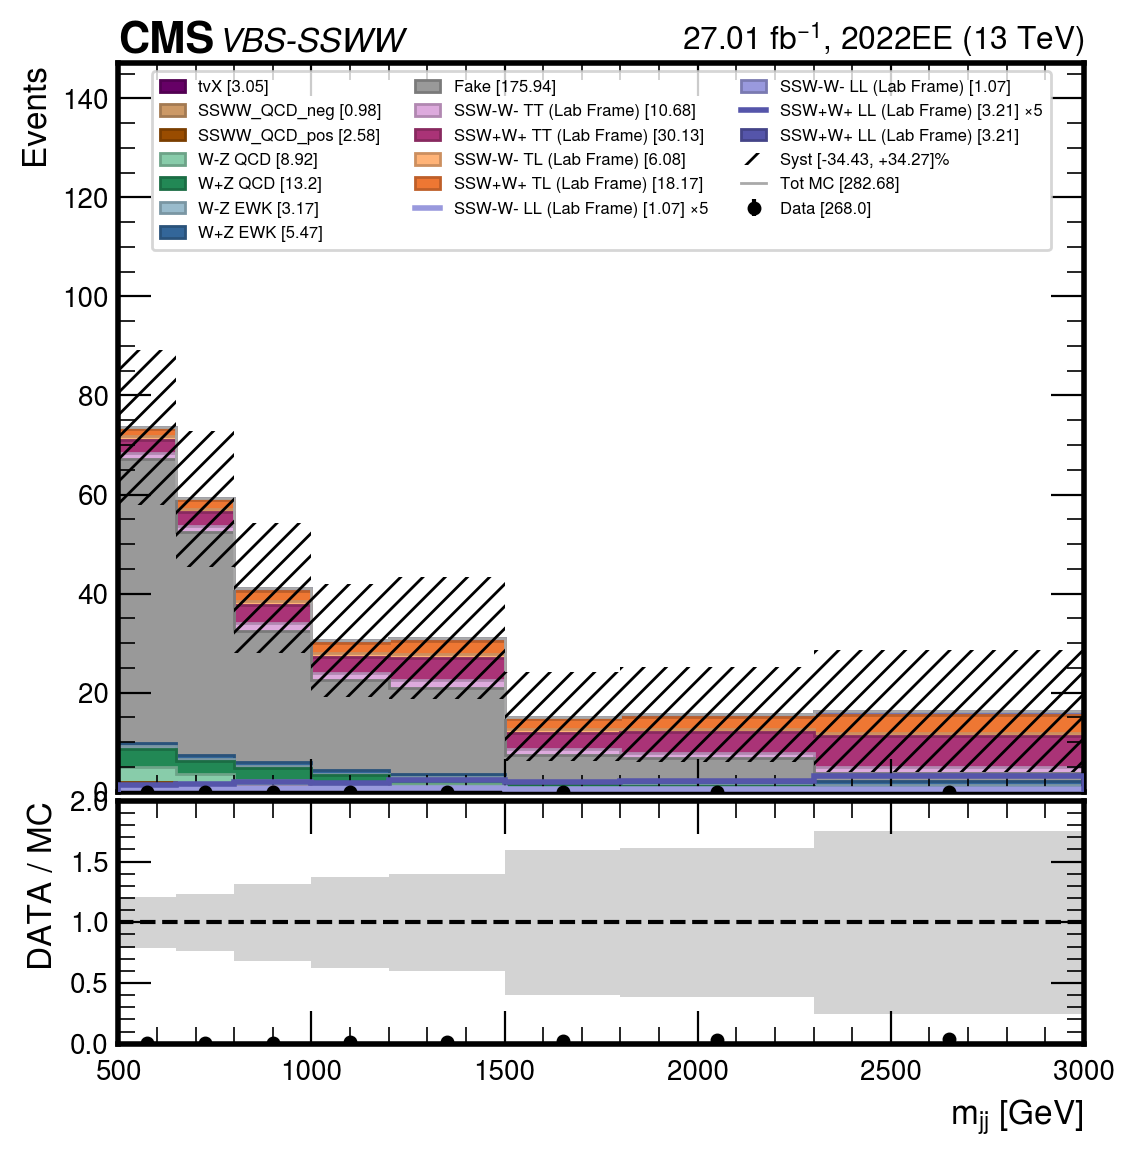 CMS VBS-SSWW 27.01 fb⁻¹, 2022EE (13 TeV)
Events
tvX [3.05]
SSWW_QCD_neg [0.98]
SSWW_QCD_pos [2.58]
W-Z QCD [8.92]
W+Z QCD [13.2]
W-Z EWK [3.17]
W+Z EWK [5.47]
Fake [175.94]
SSW-W- TT (Lab Frame) [10.68]
SSW+W+ TT (Lab Frame) [30.13]
SSW-W- TL (Lab Frame) [6.08]
SSW+W+ TL (Lab Frame) [18.17]
SSW-W- LL (Lab Frame) [1.07] ×5
SSW-W- LL (Lab Frame) [1.07]
SSW+W+ LL (Lab Frame) [3.21] ×5
SSW+W+ LL (Lab Frame) [3.21]
Syst [-34.43, +34.27]%
Tot MC [282.68]
Data [268.0]
140
120
100
80
60
40
20
0
DATA / MC
2.0
1.5
1.0
0.5
0.0
500 1000 1500 2000 2500 3000
m_jj [GeV]